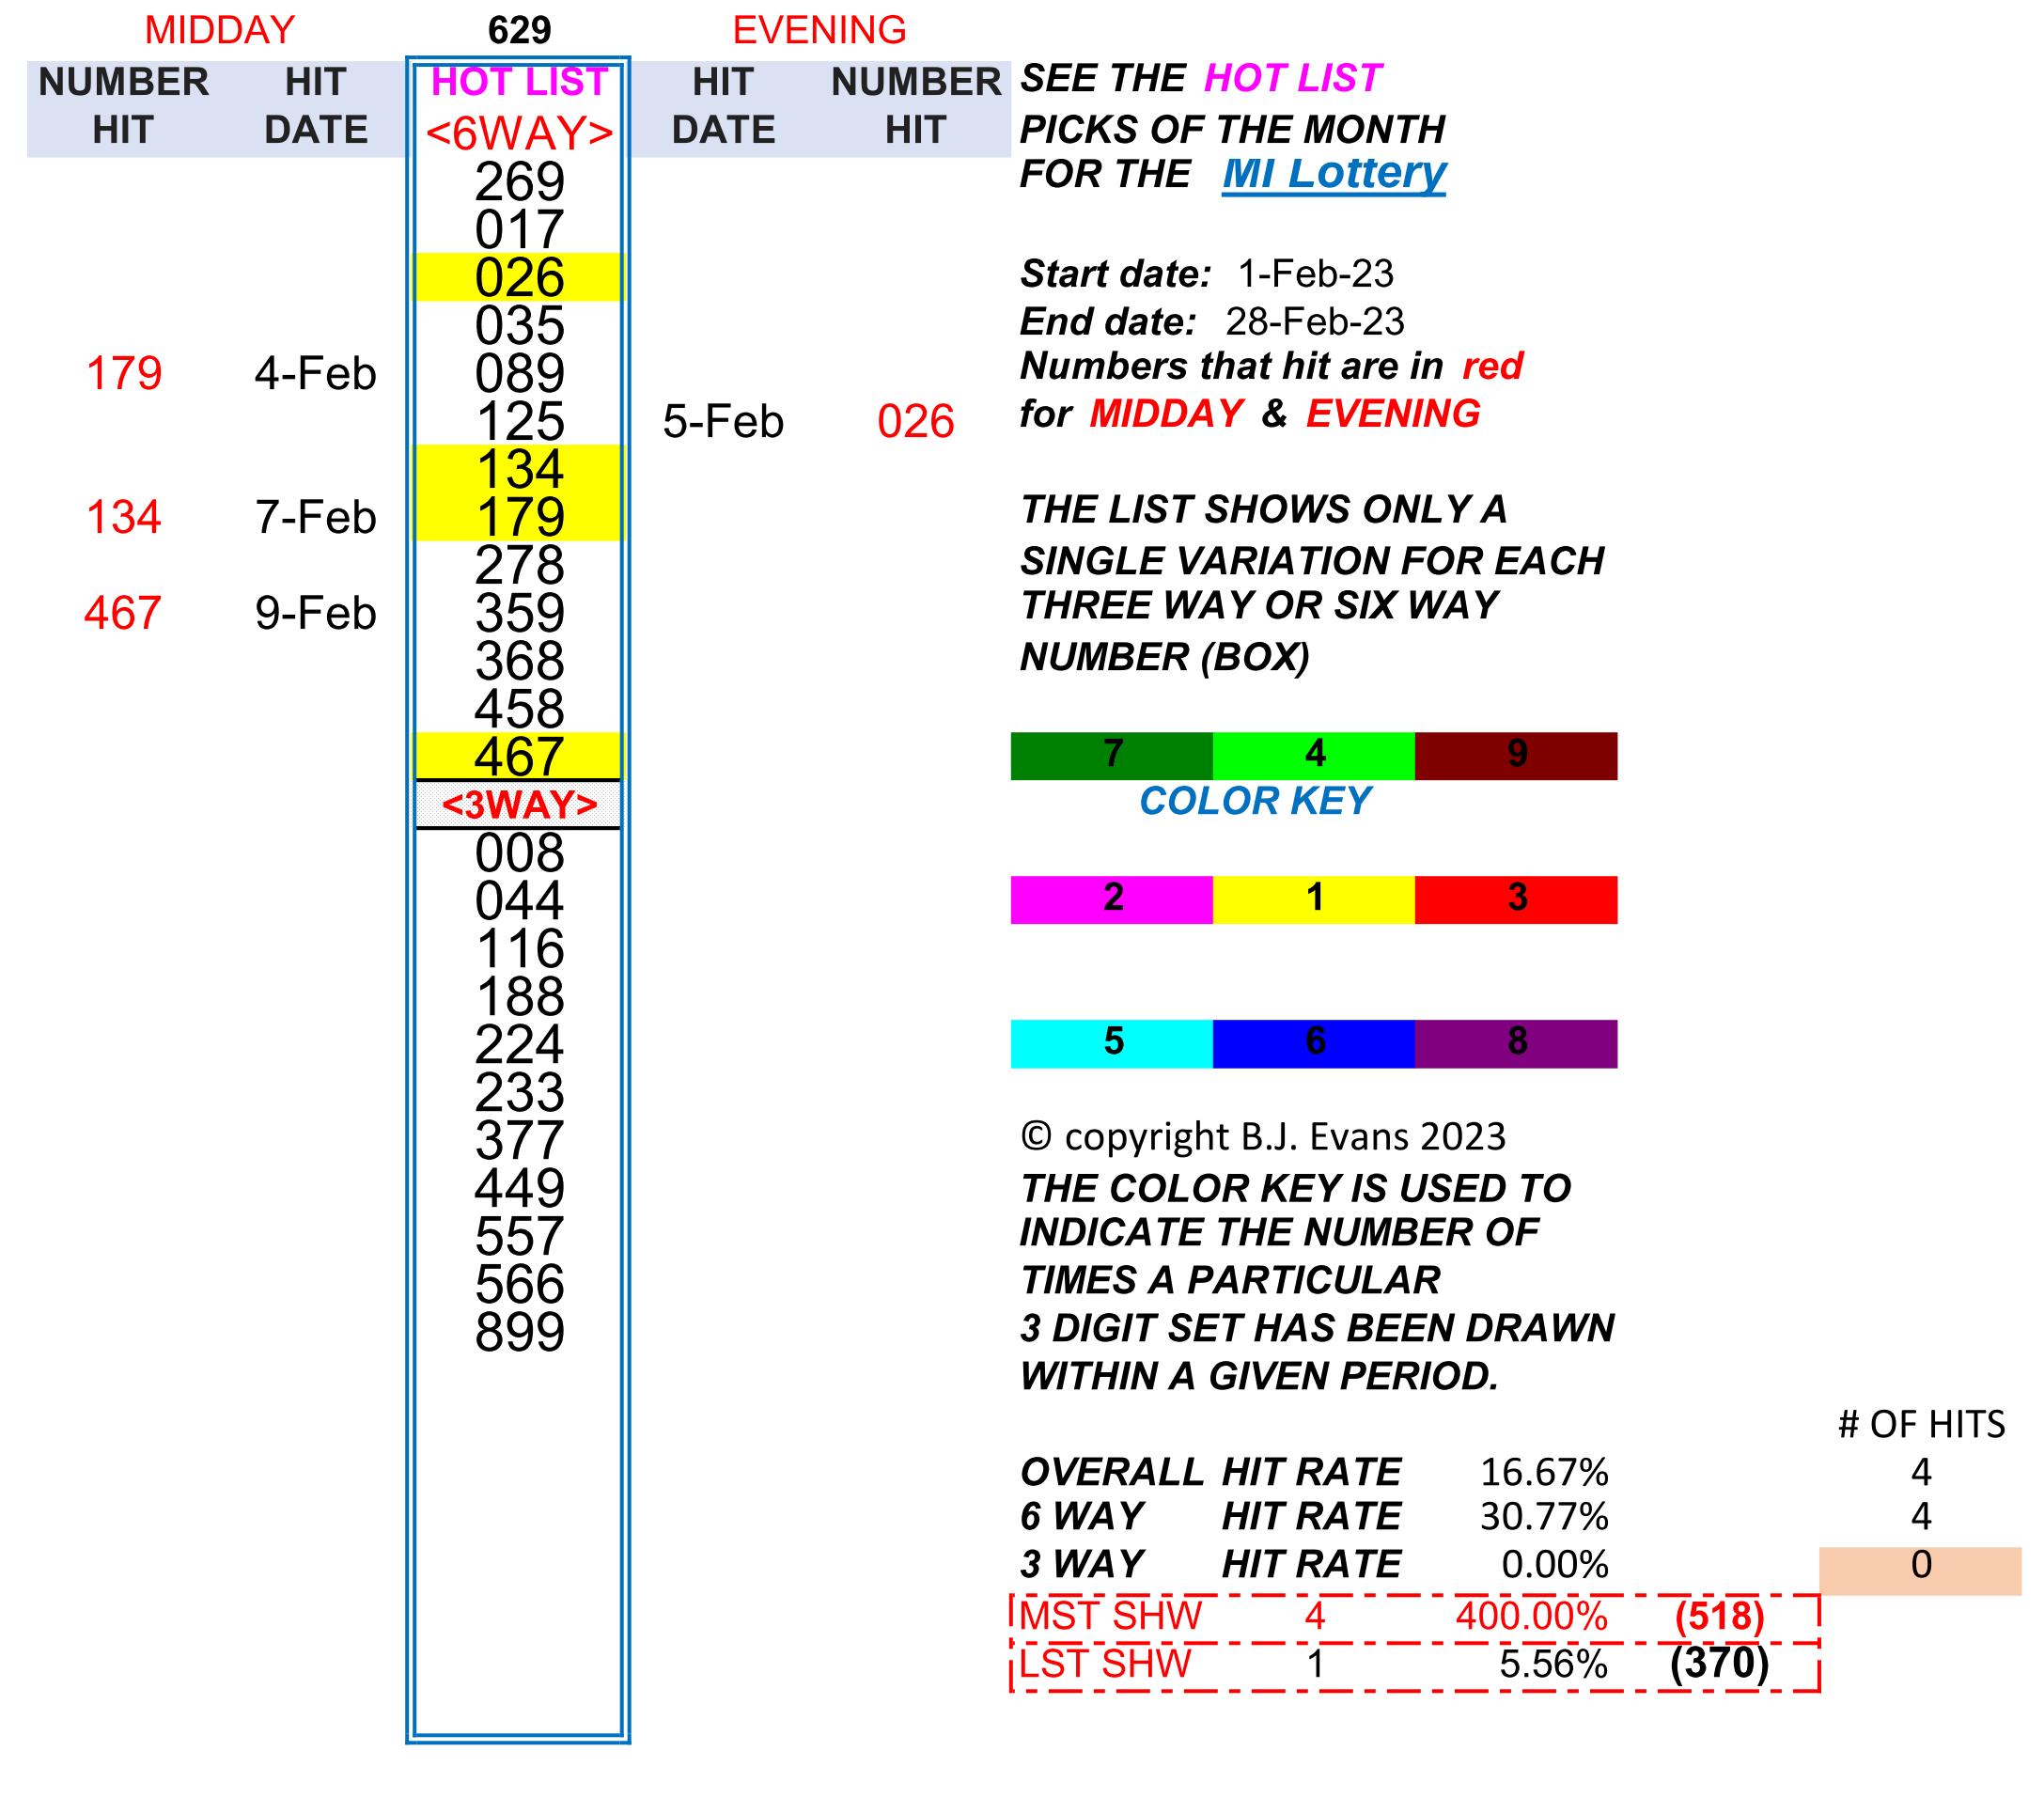 MIDDAY 629 EVENING
NUMBER HIT HOT LIST HIT NUMBER SEE THE HOT LIST
HIT DATE <6WAY> DATE HIT PICKS OF THE MONTH
269 FOR THE MI Lottery
017
026 Start date: 1-Feb-23
035 End date: 28-Feb-23
179 4-Feb 089 Numbers that hit are in red
125 5-Feb 026 for MIDDAY & EVENING
134
134 7-Feb 179 THE LIST SHOWS ONLY A
278 SINGLE VARIATION FOR EACH
467 9-Feb 359 THREE WAY OR SIX WAY
368 NUMBER (BOX)
458
467 7 4 9
<3WAY> COLOR KEY
008
044 2 1 3
116
188
224 5 6 8
233
377 © copyright B.J. Evans 2023
449 THE COLOR KEY IS USED TO
557 INDICATE THE NUMBER OF
566 TIMES A PARTICULAR
899 3 DIGIT SET HAS BEEN DRAWN
WITHIN A GIVEN PERIOD.
# OF HITS
OVERALL HIT RATE 16.67% 4
6 WAY HIT RATE 30.77% 4
3 WAY HIT RATE 0.00% 0
MST SHW 4 400.00% (518)
LST SHW 1 5.56% (370)